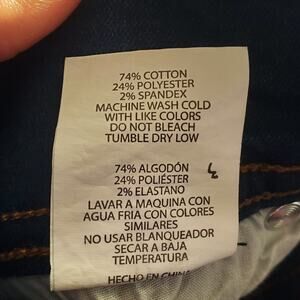 74% COTTON
24% POLYESTER
2% SPANDEX
MACHINE WASH COLD
WITH LIKE COLORS
DO NOT BLEACH
TUMBLE DRY LOW
74% ALGODÓN
24% POLIÉSTER
2% ELASTANO
LAVAR A MAQUINA CON
AGUA FRIA CON COLORES
SIMILARES
NO USAR BLANQUEADOR
SECAR A BAJA
TEMPERATURA
HECHO EN CHINA